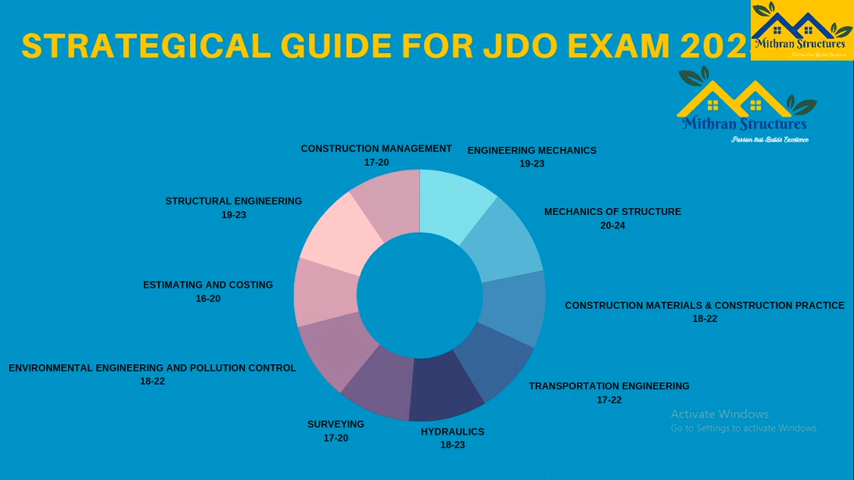 STRATEGICAL GUIDE FOR JDO EXAM 202
Mithran Structures
Mithran Structures
Passion that Builds Excellence
CONSTRUCTION MANAGEMENT
17-20
ENGINEERING MECHANICS
19-23
STRUCTURAL ENGINEERING
19-23
MECHANICS OF STRUCTURE
20-24
ESTIMATING AND COSTING
16-20
CONSTRUCTION MATERIALS & CONSTRUCTION PRACTICE
18-22
ENVIRONMENTAL ENGINEERING AND POLLUTION CONTROL
18-22
TRANSPORTATION ENGINEERING
17-22
SURVEYING
17-20
HYDRAULICS
18-23
Activate Windows
Go to Settings to activate Windows.